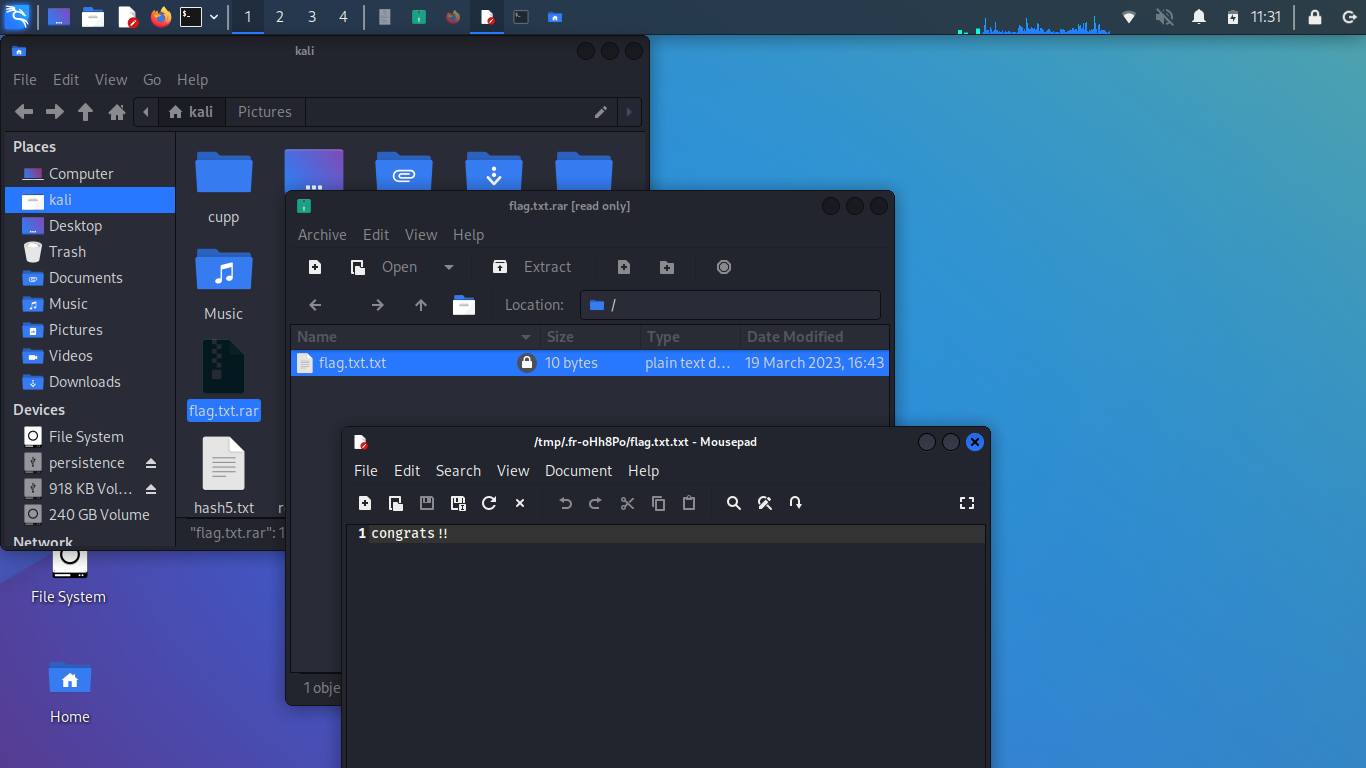 1 2 3 4 11:31
kali
File Edit View Go Help
kali Pictures
Places
Computer
kali
Desktop
Trash
Documents
Music
Pictures
Videos
Downloads
Devices
File System
persistence
918 KB Vol...
240 GB Volume
Network
cupp
Music
flag.txt.rar
hash5.txt
"flag.txt.rar": 1
flag.txt.rar [read only]
Archive Edit View Help
Open Extract
Location: /
Name Size Type Date Modified
flag.txt.txt 10 bytes plain text d... 19 March 2023, 16:43
1 obje
/tmp/.fr-oHh8Po/flag.txt.txt - Mousepad
File Edit Search View Document Help
1 congrats!!
File System
Home